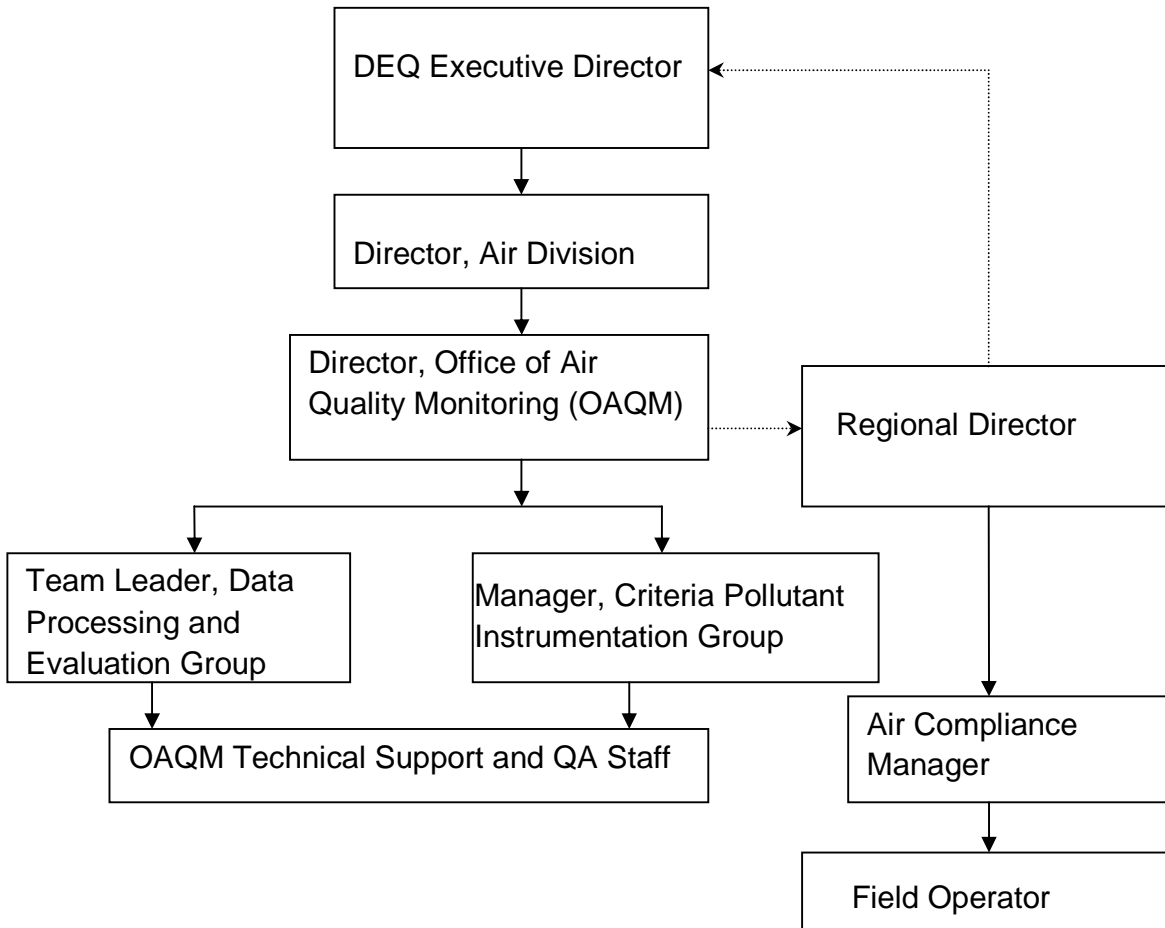 DEQ Executive Director
Director, Air Division
Director, Office of Air
Quality Monitoring (OAQM)
Regional Director
Team Leader, Data
Processing and
Evaluation Group
Manager, Criteria Pollutant
Instrumentation Group
OAQM Technical Support and QA Staff
Air Compliance
Manager
Field Operator